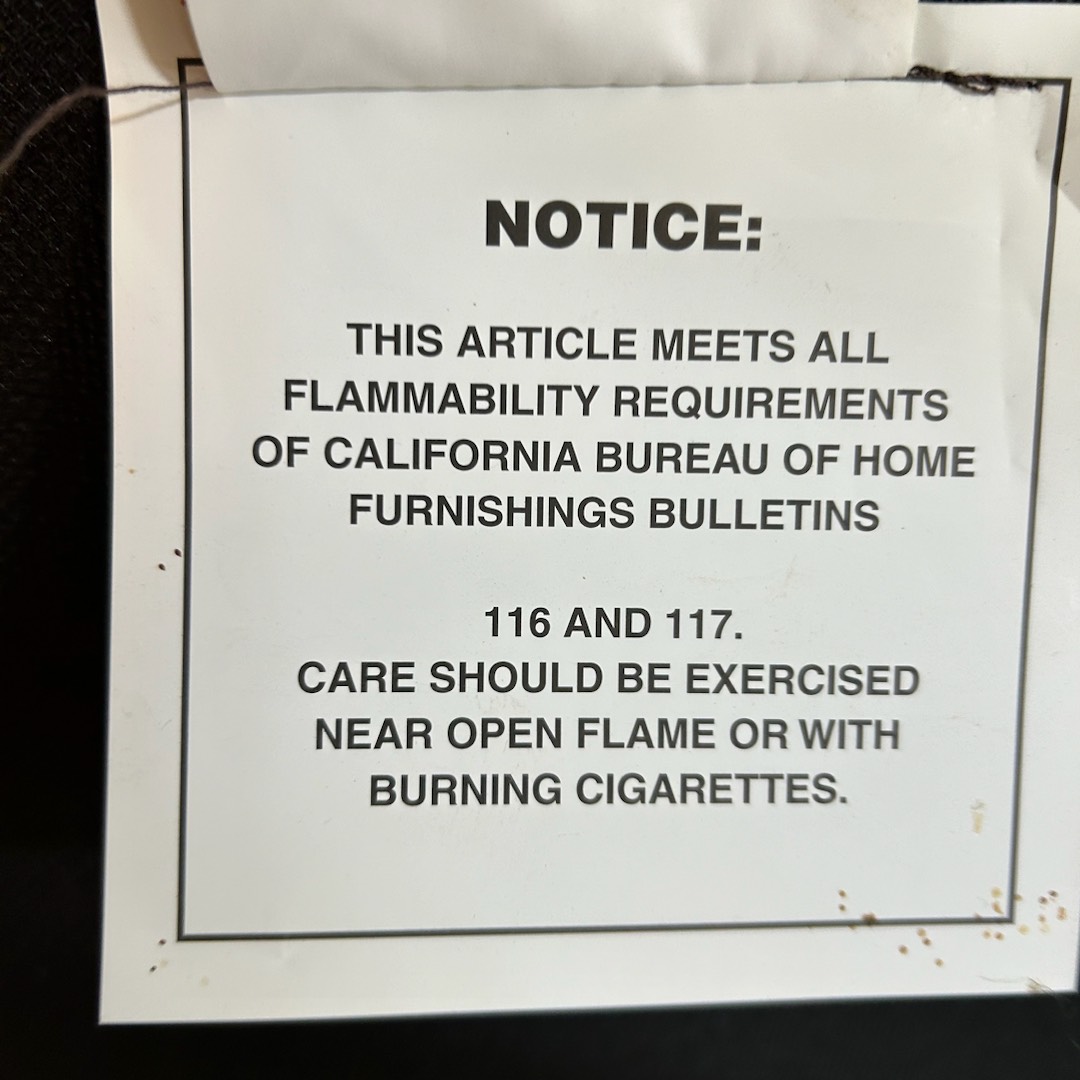 NOTICE:
THIS ARTICLE MEETS ALL
FLAMMABILITY REQUIREMENTS
OF CALIFORNIA BUREAU OF HOME
FURNISHINGS BULLETINS
116 AND 117.
CARE SHOULD BE EXERCISED
NEAR OPEN FLAME OR WITH
BURNING CIGARETTES.